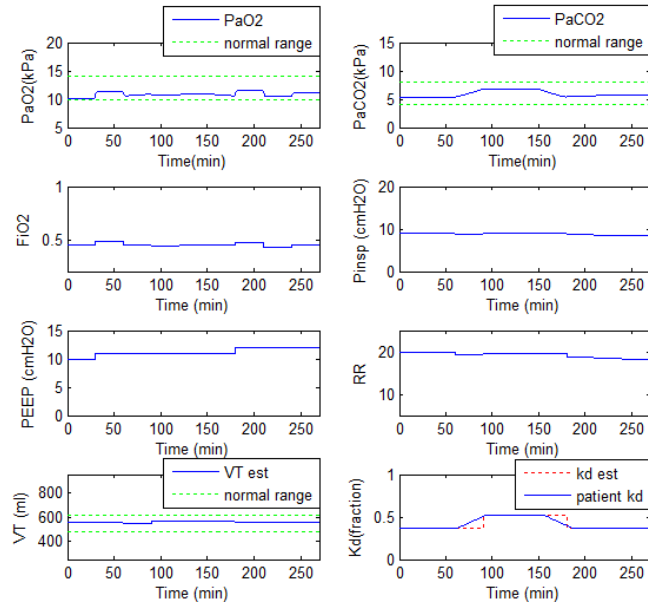 PaO2
normal range
20
15
10
5
PaO2(kPa)
0 50 100 150 200 250
Time(min)
PaCO2
normal range
15
10
5
0
PaCO2(kPa)
0 50 100 150 200 250
Time(min)
1
0.5
FiO2
0 50 100 150 200 250
Time (min)
20
10
0
Pinsp (cmH2O)
0 50 100 150 200 250
Time (min)
15
10
5
0
PEEP (cmH2O)
0 50 100 150 200 250
Time (min)
20
10
RR
0 50 100 150 200 250
Time (min)
VT est
normal range
800
600
400
VT (ml)
0 50 100 150 200 250
Time (min)
kd est
patient kd
1
0.5
0
Kd(fraction)
0 50 100 150 200 250
Time (min)